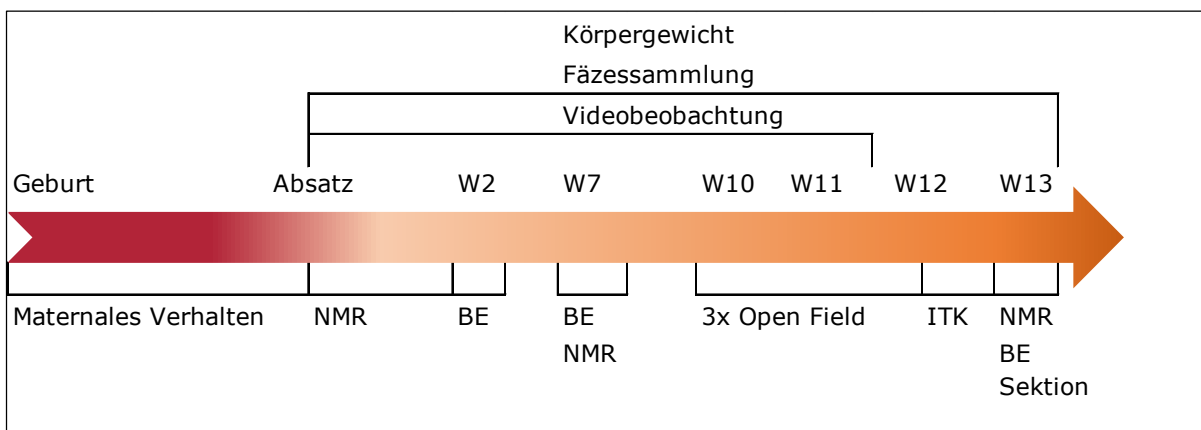 Körpergewicht
Fäzessammlung
Videobeobachtung
Geburt Absatz W2 W7 W10 W11 W12 W13
Maternales Verhalten NMR BE BE 3x Open Field ITK NMR
NMR BE
Sektion